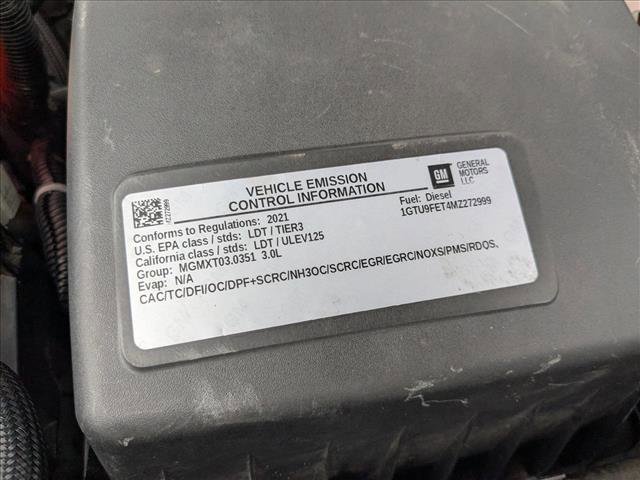 VEHICLE EMISSION
CONTROL INFORMATION
GM
GENERAL
MOTORS
LLC
MZ272999
Conforms to Regulations: 2021
Fuel: Diesel
U.S. EPA class / stds: LDT / TIER3
1GTU9FET4MZ272999
California class / stds: LDT / ULEV125
Group: MGMXT03.0351 3.0L
Evap: N/A
CAC/TC/DFI/OC/DPF+SCRC/NH3OC/SCRC/EGR/EGRC/NOXS/PMS/RDOS.